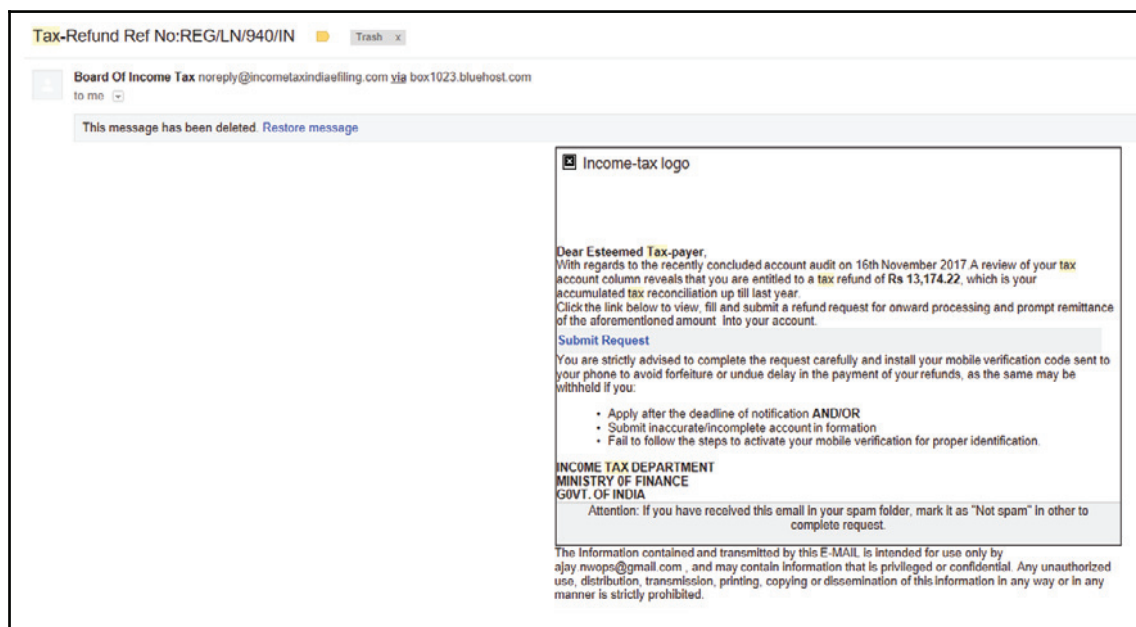 Tax-Refund Ref No:REG/LN/940/IN Trash x
Board Of Income Tax noreply@incometaxindiaefiling.com via box1023.bluehost.com
to me
This message has been deleted. Restore message
Income-tax logo
Dear Esteemed Tax-payer,
With regards to the recently concluded account audit on 16th November 2017.A review of your tax
account column reveals that you are entitled to a tax refund of Rs 13,174.22, which is your
accumulated tax reconciliation up till last year.
Click the link below to view, fill and submit a refund request for onward processing and prompt remittance
of the aforementioned amount Into your account.
Submit Request
You are strictly advised to complete the request carefully and install your mobile verification code sent to
your phone to avoid forfeiture or undue delay in the payment of your refunds, as the same may be
withheld if you:
• Apply after the deadline of notification AND/OR
• Submit inaccurate/incomplete account in formation
• Fail to follow the steps to activate your mobile verification for proper identification.
INC0ME TAX DEPARTMENT
MINISTRY 0F FINANCE
G0VT. OF INDIA
Attention: If you have received this email in your spam folder, mark it as "Not spam" in other to
complete request.
The Information contained and transmitted by this E-MAIL is intended for use only by
ajay.nwops@gmail.com , and may contain information that is privileged or confidential. Any unauthorized
use, distribution, transmission, printing, copying or dissemination of this information in any way or in any
manner is strictly prohibited.